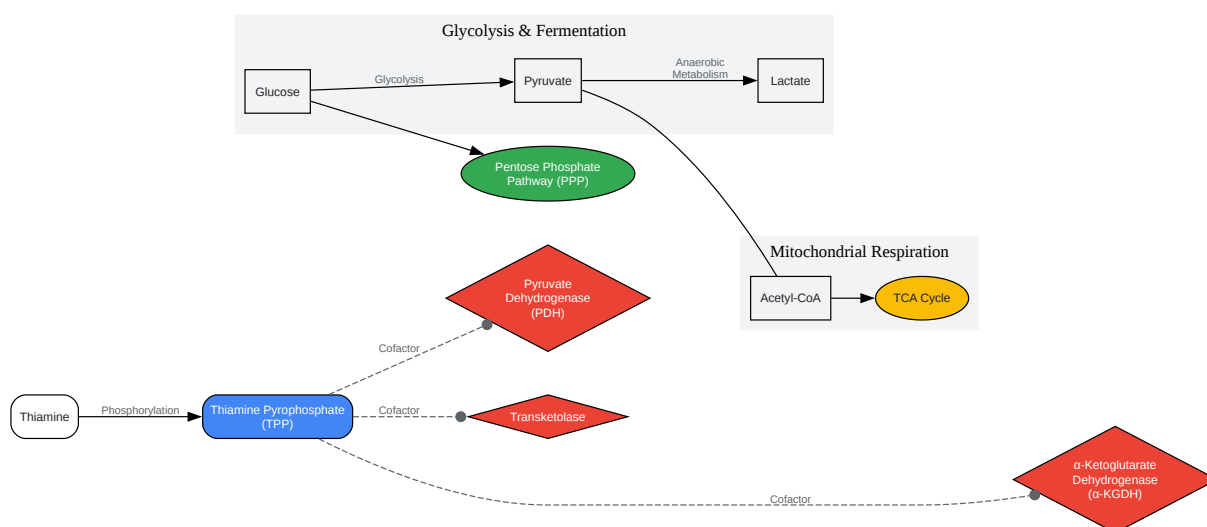 Glycolysis & Fermentation
Glucose
Glycolysis
Pyruvate
Anaerobic
Metabolism
Lactate
Pentose Phosphate
Pathway (PPP)
Mitochondrial Respiration
Acetyl-CoA
TCA Cycle
Pyruvate
Dehydrogenase
(PDH)
Cofactor
Thiamine
Phosphorylation
Thiamine Pyrophosphate
(TPP)
Cofactor
Transketolase
Cofactor
α-Ketoglutarate
Dehydrogenase
(α-KGDH)